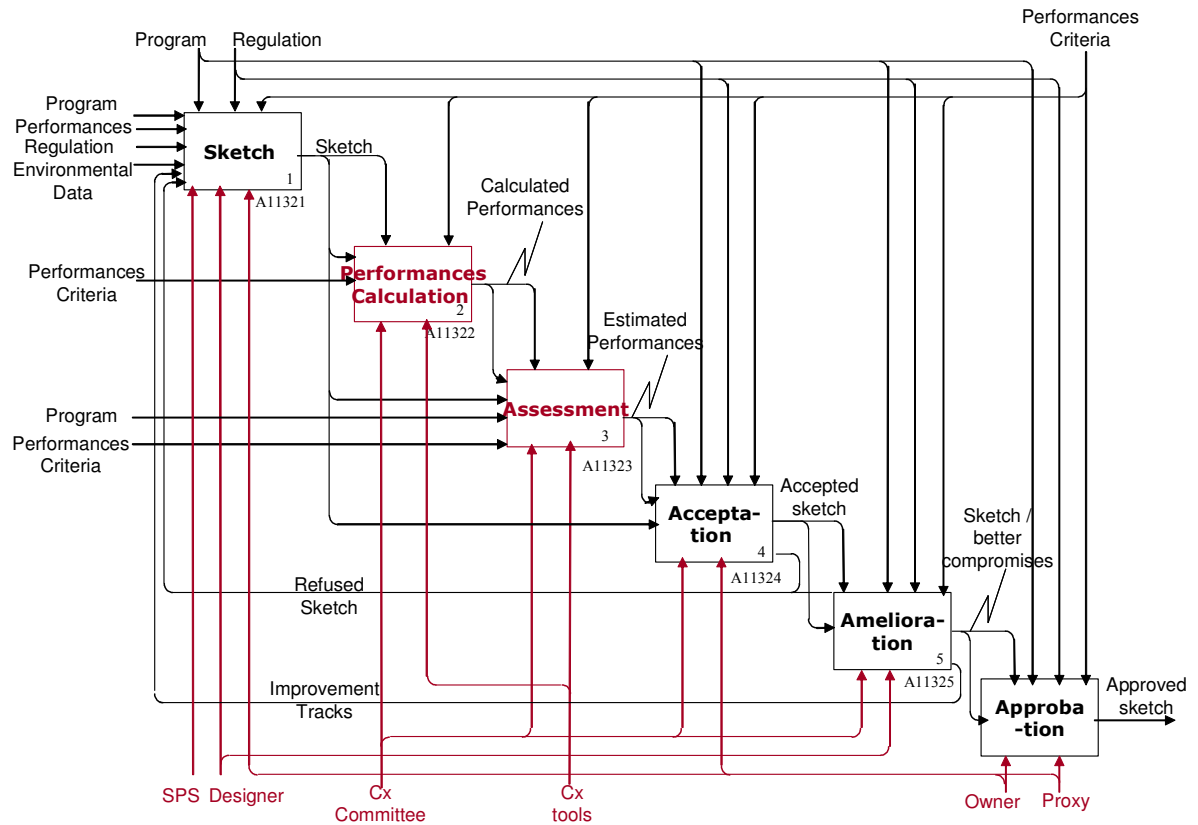 Program
Regulation
Performances
Criteria
Program
Performances
Regulation
Environmental
Data
Sketch
1
A11321
Sketch
Calculated
Performances
Performances
Criteria
Performances
Calculation
2
A11322
Estimated
Performances
Program
Performances
Criteria
Assessment
3
A11323
Accepta-
tion
4
A11324
Accepted
sketch
Sketch /
better
compromises
Refused
Sketch
Ameliora-
tion
5
A11325
Improvement
Tracks
Approba
-tion
Approved
sketch
SPS
Designer
Cx
Committee
Cx
tools
Owner
Proxy